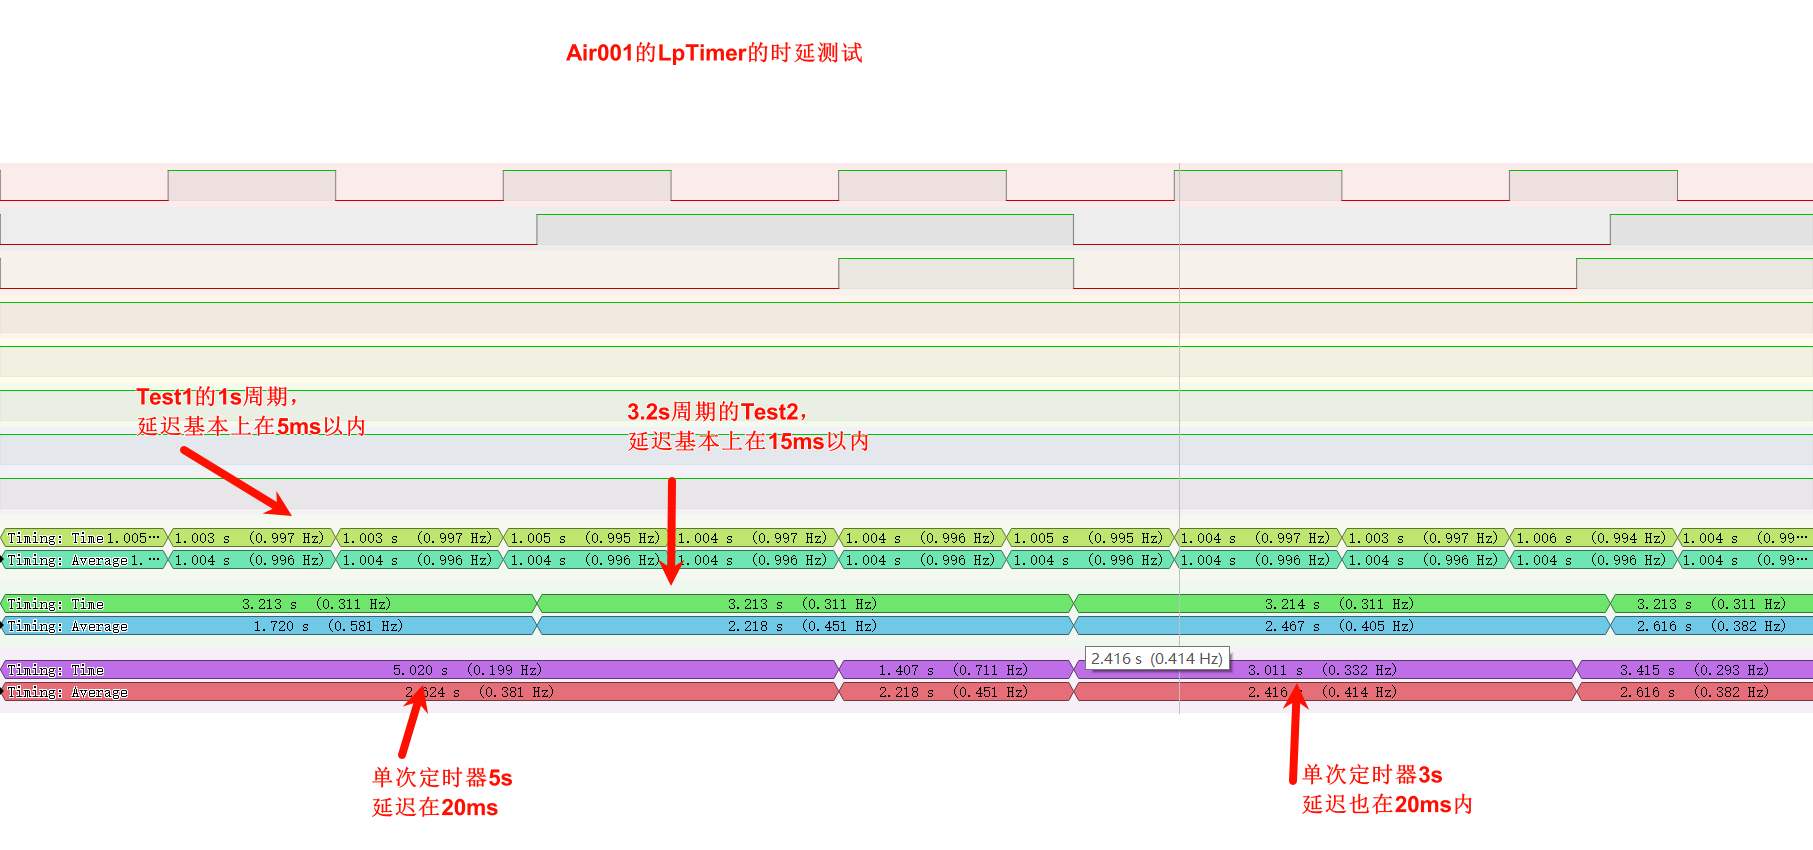 Air001的LpTimer的时延测试
Test1的1s周期，
延迟基本上在5ms以内
3.2s周期的Test2，
延迟基本上在15ms以内
Timing: Time 1.005… 1.003 s (0.997 Hz) 1.003 s (0.997 Hz) 1.005 s (0.995 Hz) 1.004 s (0.997 Hz) 1.004 s (0.996 Hz) 1.005 s (0.995 Hz) 1.004 s (0.997 Hz) 1.003 s (0.997 Hz) 1.006 s (0.994 Hz) 1.004 s (0.99…
Timing: Average 1.… 1.004 s (0.996 Hz) 1.004 s (0.996 Hz) 1.004 s (0.996 Hz) 1.004 s (0.996 Hz) 1.004 s (0.996 Hz) 1.004 s (0.996 Hz) 1.004 s (0.996 Hz) 1.004 s (0.996 Hz) 1.004 s (0.996 Hz) 1.004 s (0.99…
Timing: Time 3.213 s (0.311 Hz) 3.213 s (0.311 Hz) 3.214 s (0.311 Hz) 3.213 s (0.311 Hz)
Timing: Average 1.720 s (0.581 Hz) 2.218 s (0.451 Hz) 2.467 s (0.405 Hz) 2.616 s (0.382 Hz)
2.416 s (0.414 Hz)
Timing: Time 5.020 s (0.199 Hz) 1.407 s (0.711 Hz) 3.011 s (0.332 Hz) 3.415 s (0.293 Hz)
Timing: Average 2.624 s (0.381 Hz) 2.218 s (0.451 Hz) 2.416 s (0.414 Hz) 2.616 s (0.382 Hz)
单次定时器5s
延迟在20ms
单次定时器3s
延迟也在20ms内